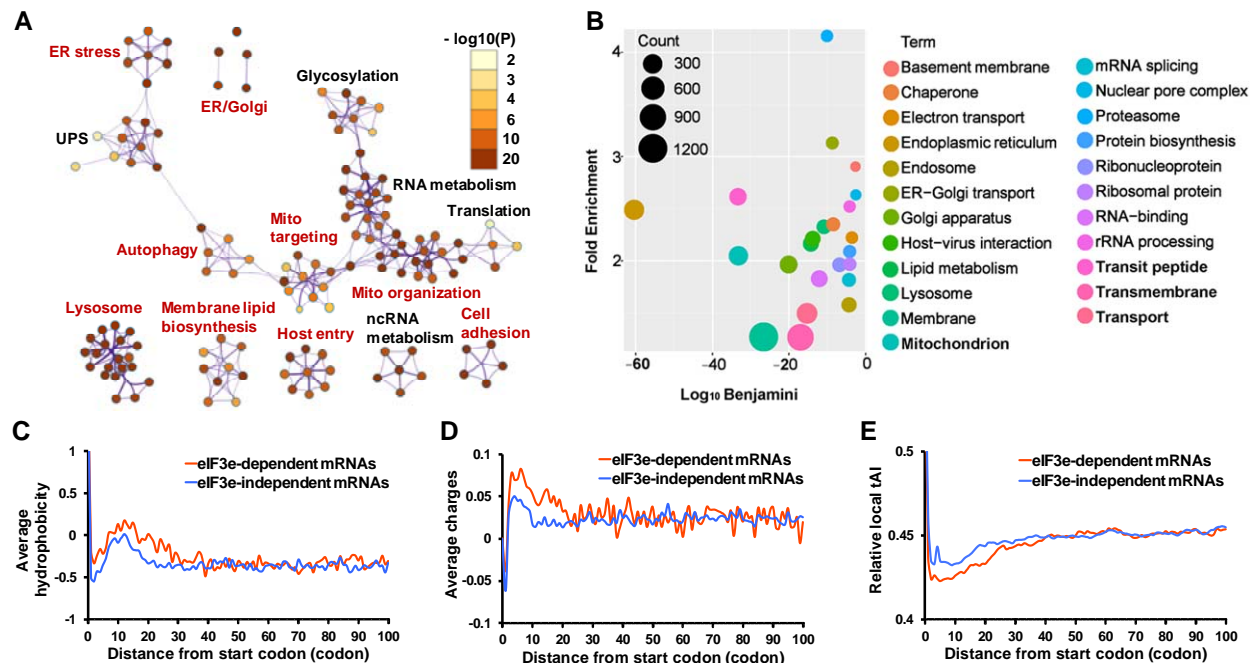 A
ER stress
ER/Golgi
UPS
Glycosylation
- log10(P)
2
3
4
6
10
20
RNA metabolism
Translation
Mito
targeting
Autophagy
Mito organization
Lysosome
Membrane lipid
biosynthesis
Host entry
ncRNA
metabolism
Cell
adhesion
B
Fold Enrichment
4
3
2
Count
300
600
900
1200
−60
−40
−20
0
Log10 Benjamini
Term
Basement membrane
Chaperone
Electron transport
Endoplasmic reticulum
Endosome
ER−Golgi transport
Golgi apparatus
Host−virus interaction
Lipid metabolism
Lysosome
Membrane
Mitochondrion
mRNA splicing
Nuclear pore complex
Proteasome
Protein biosynthesis
Ribonucleoprotein
Ribosomal protein
RNA−binding
rRNA processing
Transit peptide
Transmembrane
Transport
C
Average
hydrophobicity
1
0.5
0
-0.5
-1
eIF3e-dependent mRNAs
eIF3e-independent mRNAs
0 10 20 30 40 50 60 70 80 90 100
Distance from start codon (codon)
D
Average charges
0.1
0.05
0
-0.05
-0.1
eIF3e-dependent mRNAs
eIF3e-independent mRNAs
0 10 20 30 40 50 60 70 80 90 100
Distance from start codon (codon)
E
Relative local tAI
0.5
0.45
0.4
eIF3e-dependent mRNAs
eIF3e-independent mRNAs
0 10 20 30 40 50 60 70 80 90 100
Distance from start codon (codon)